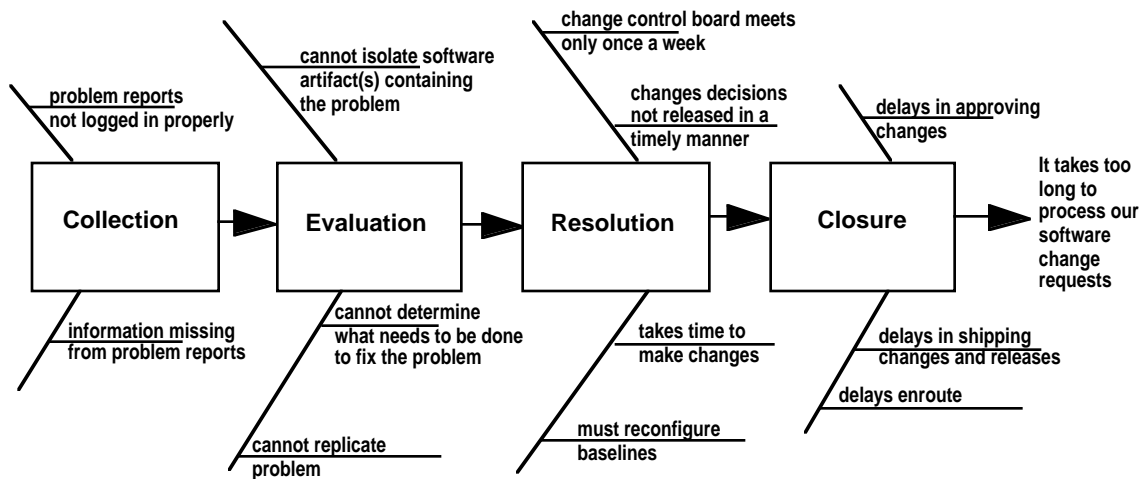 change control board meets
only once a week
cannot isolate software
artifact(s) containing
the problem
problem reports
not logged in properly
changes decisions
not released in a
timely manner
delays in approving
changes
Collection
Evaluation
Resolution
Closure
It takes too
long to
process our
software
change
requests
information missing
from problem reports
cannot determine
what needs to be done
to fix the problem
takes time to
make changes
delays in shipping
changes and releases
delays enroute
cannot replicate
problem
must reconfigure
baselines